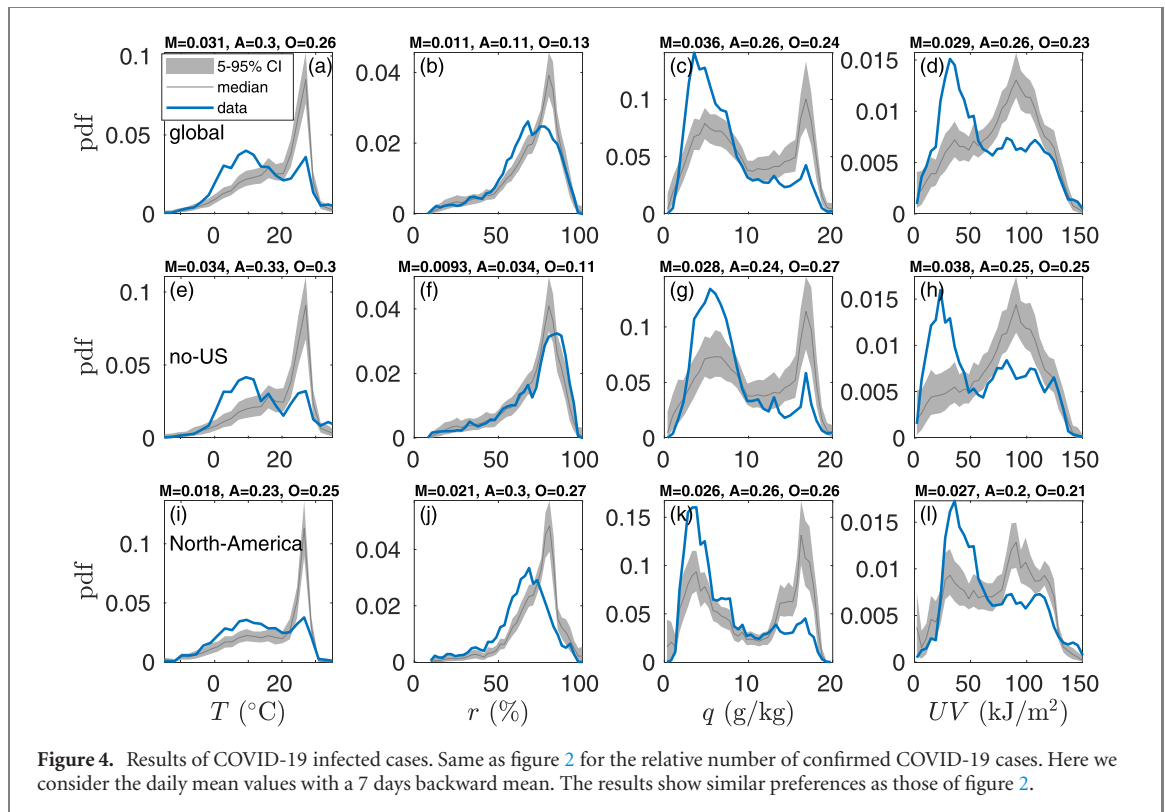 M=0.031, A=0.3, O=0.26
M=0.011, A=0.11, O=0.13
M=0.036, A=0.26, O=0.24
M=0.029, A=0.26, O=0.23
0.1
0.05
0
pdf
5-95% CI
median
data
(a)
global
0 20
0.04
0.02
0
(b)
0 50 100
0.1
0.05
0
(c)
0 10 20
0.015
0.01
0.005
0
(d)
0 50 100 150
M=0.034, A=0.33, O=0.3
M=0.0093, A=0.034, O=0.11
M=0.028, A=0.24, O=0.27
M=0.038, A=0.25, O=0.25
0.1
0.05
0
pdf
(e)
no-US
0 20
0.04
0.02
0
(f)
0 50 100
0.1
0.05
0
(g)
0 10 20
0.015
0.01
0.005
0
(h)
0 50 100 150
M=0.018, A=0.23, O=0.25
M=0.021, A=0.3, O=0.27
M=0.026, A=0.26, O=0.26
M=0.027, A=0.2, O=0.21
0.1
0.05
0
pdf
(i)
North-America
0 20
T (°C)
0.04
0.02
0
(j)
0 50 100
r (%)
0.15
0.1
0.05
0
(k)
0 10 20
q (g/kg)
0.015
0.01
0.005
0
(l)
0 50 100 150
UV (kJ/m²)
Figure 4. Results of COVID-19 infected cases. Same as figure 2 for the relative number of confirmed COVID-19 cases. Here we
consider the daily mean values with a 7 days backward mean. The results show similar preferences as those of figure 2.